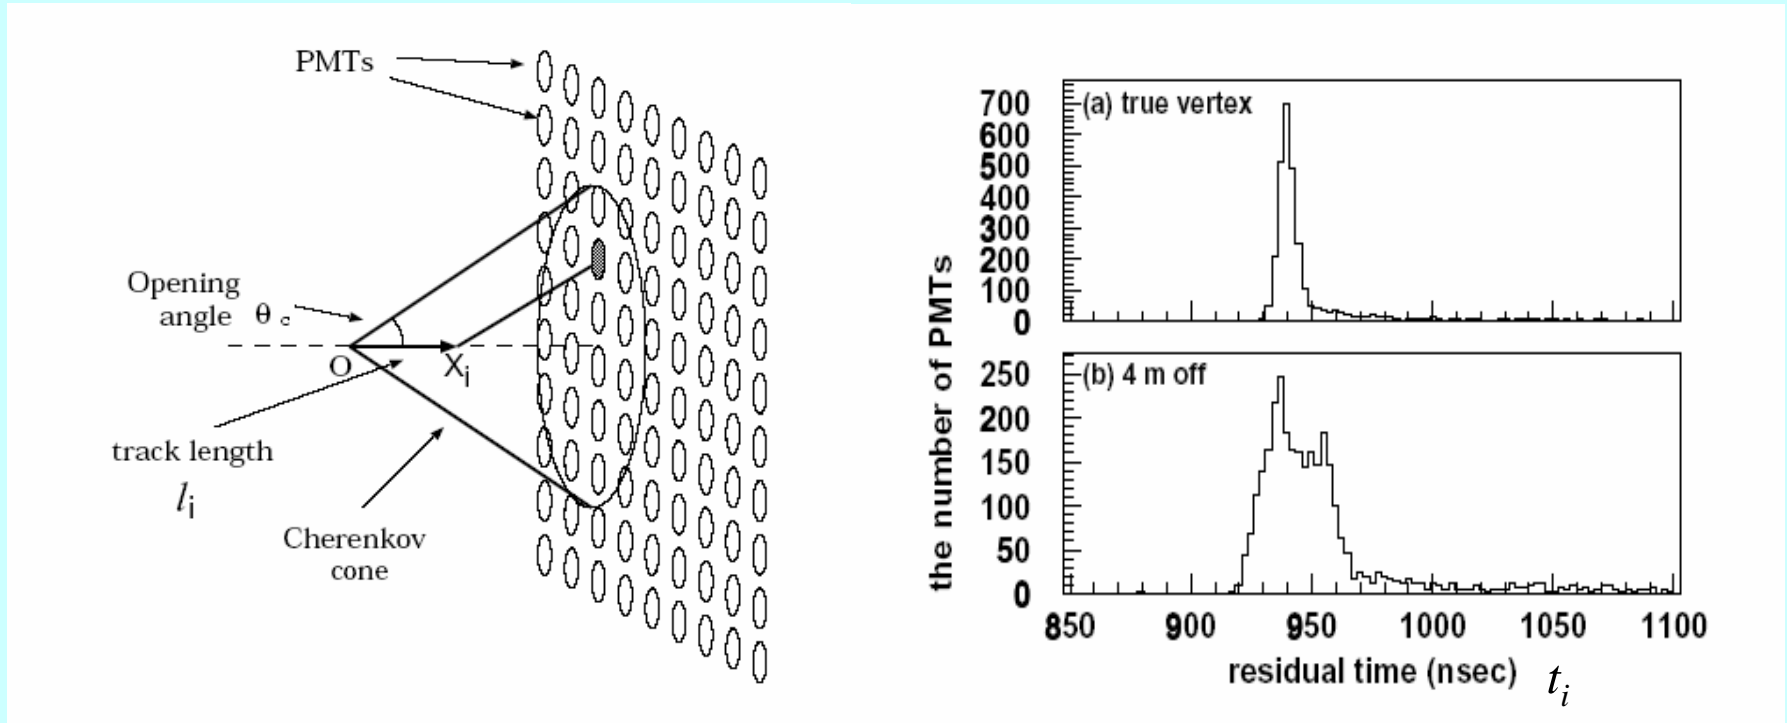 PMTs
Opening
angle θ c
O
Xi
track length
li
Cherenkov
cone
the number of PMTs
(a) true vertex
700
600
500
400
300
200
100
0
(b) 4 m off
250
200
150
100
50
0
850 900 950 1000 1050 1100
residual time (nsec) ti